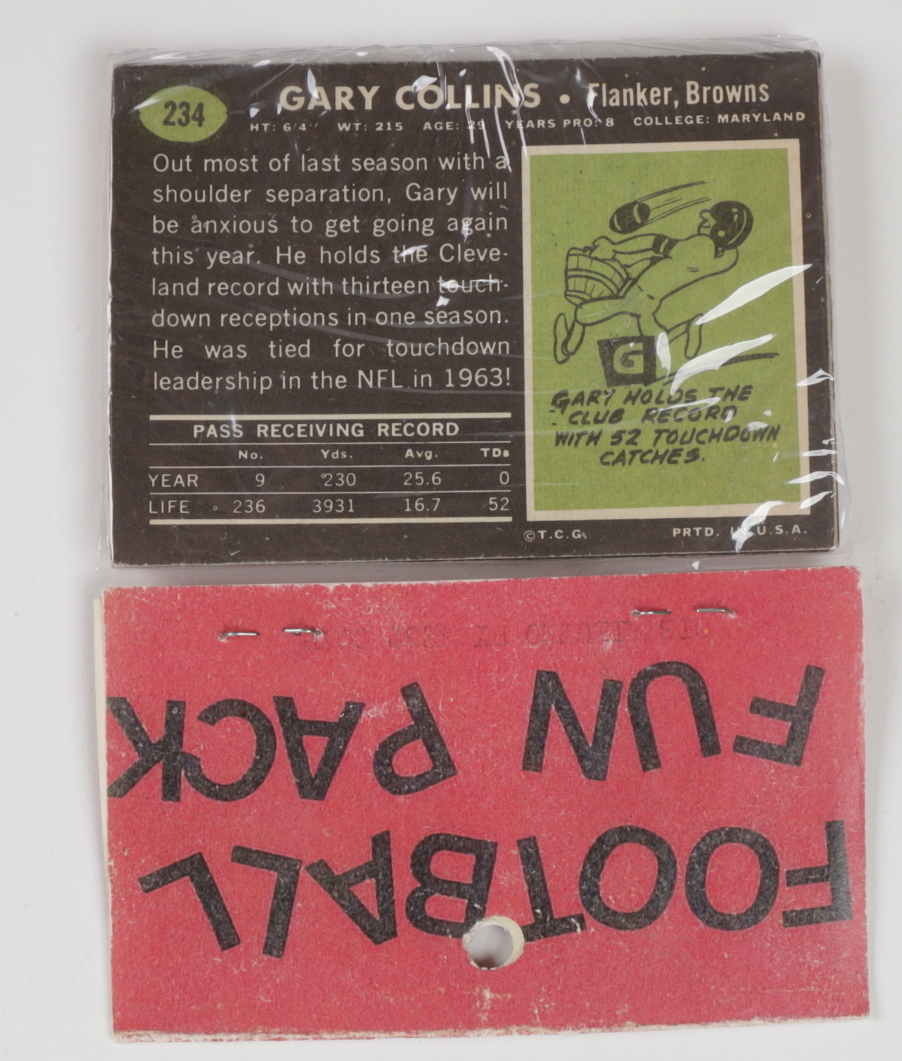 234
GARY COLLINS • Flanker, Browns
HT: 6'4" WT: 215 AGE: 29 YEARS PRO: 8 COLLEGE: MARYLAND
Out most of last season with a
shoulder separation, Gary will
be anxious to get going again
this year. He holds the Cleve-
land record with thirteen touch-
down receptions in one season.
He was tied for touchdown
leadership in the NFL in 1963!
PASS RECEIVING RECORD
No. Yds. Avg. TDs
YEAR 9 230 25.6 0
LIFE 236 3931 16.7 52
G
GARY HOLDS THE
CLUB RECORD
WITH 52 TOUCHDOWN
CATCHES.
©T.C.G.
PRTD. IN U.S.A.
FOOTBALL
FUN PACK